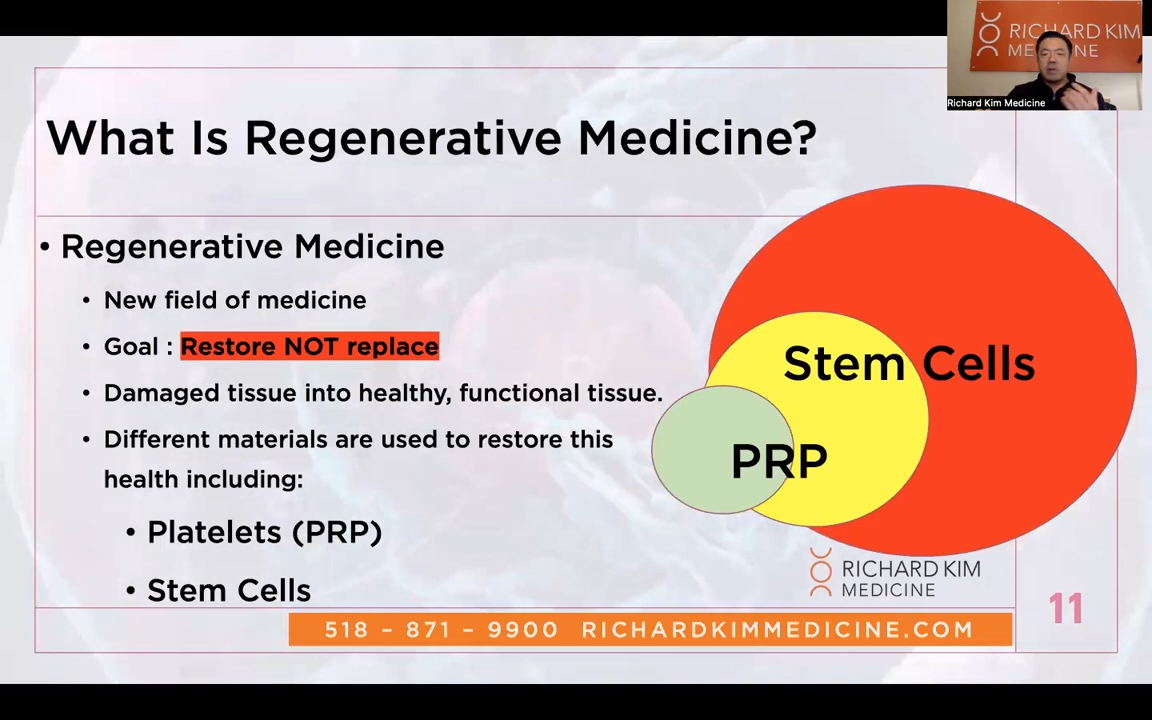 RICHARD KIM
MEDICINE
Richard Kim Medicine
What Is Regenerative Medicine?
• Regenerative Medicine
• New field of medicine
• Goal : Restore NOT replace
• Damaged tissue into healthy, functional tissue.
• Different materials are used to restore this
health including:
• Platelets (PRP)
• Stem Cells
Stem Cells
PRP
RICHARD KIM
MEDICINE
11
518 – 871 – 9900 RICHARDKIMMEDICINE.COM